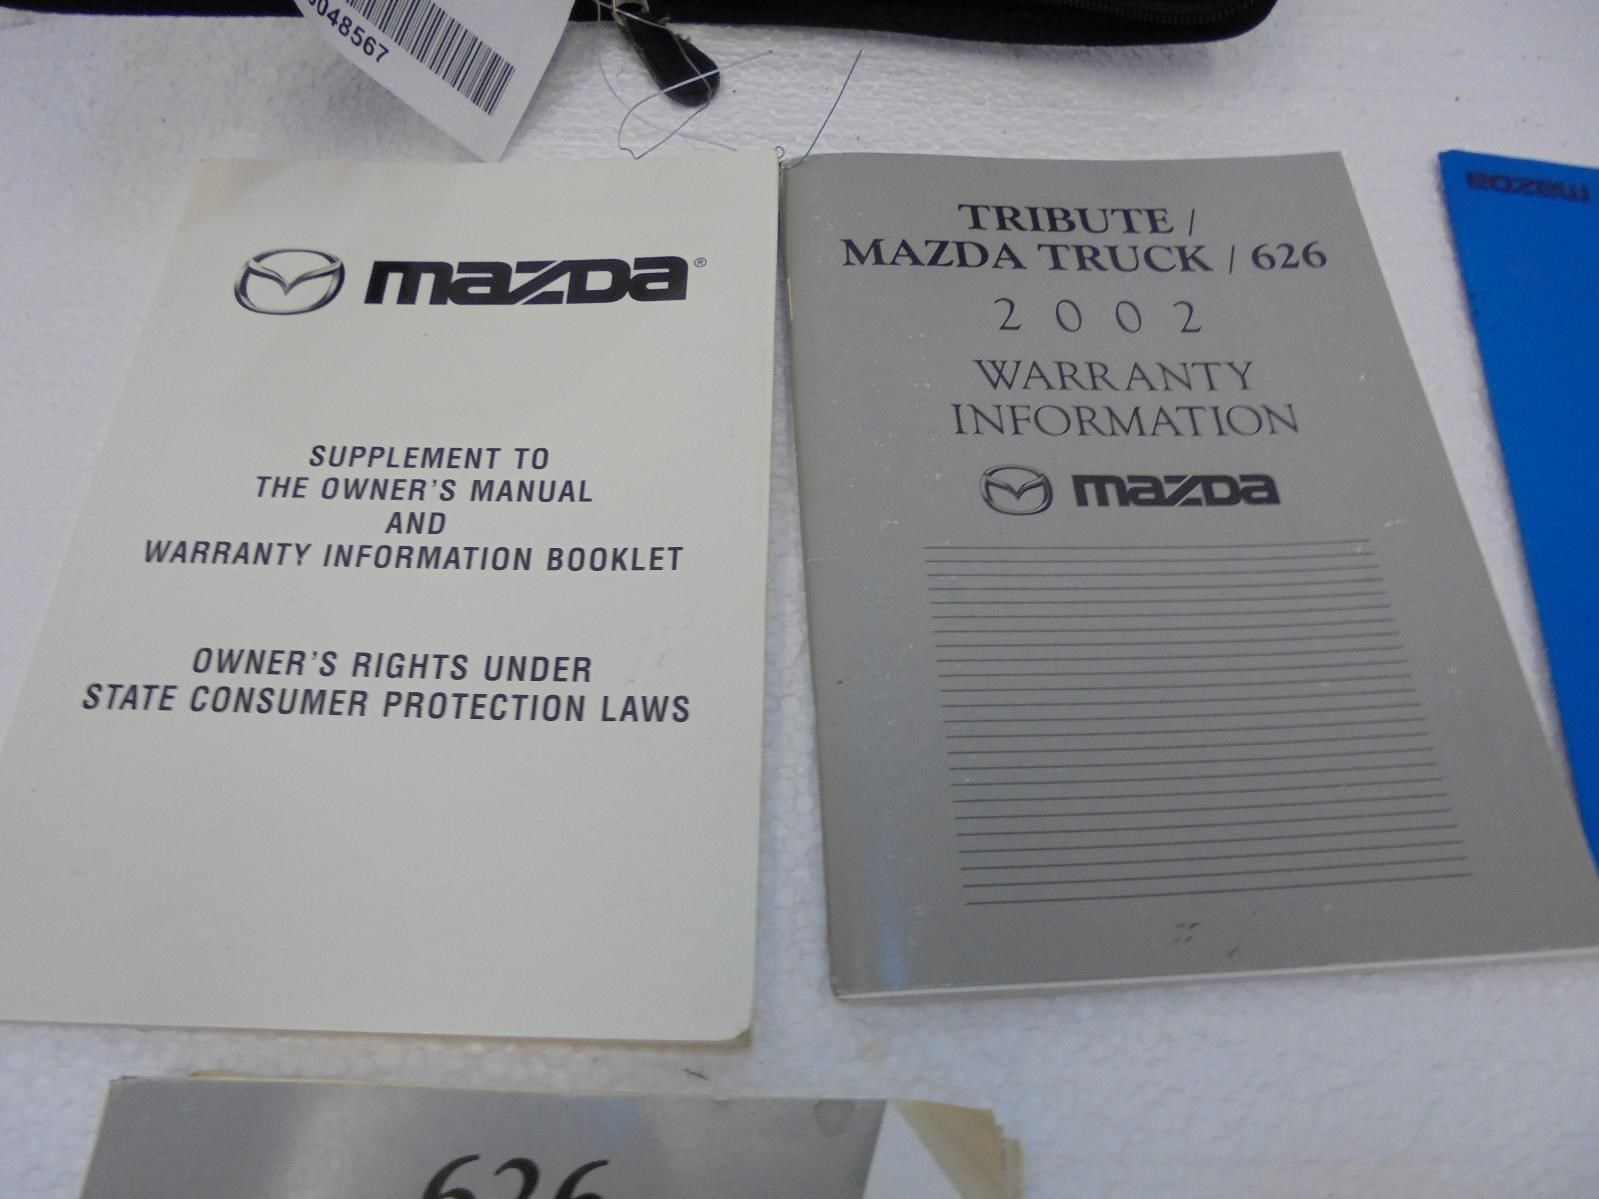 048567
mazda®
SUPPLEMENT TO
THE OWNER'S MANUAL
AND
WARRANTY INFORMATION BOOKLET
OWNER'S RIGHTS UNDER
STATE CONSUMER PROTECTION LAWS
TRIBUTE /
MAZDA TRUCK / 626
2002
WARRANTY
INFORMATION
mazda
mazda
626